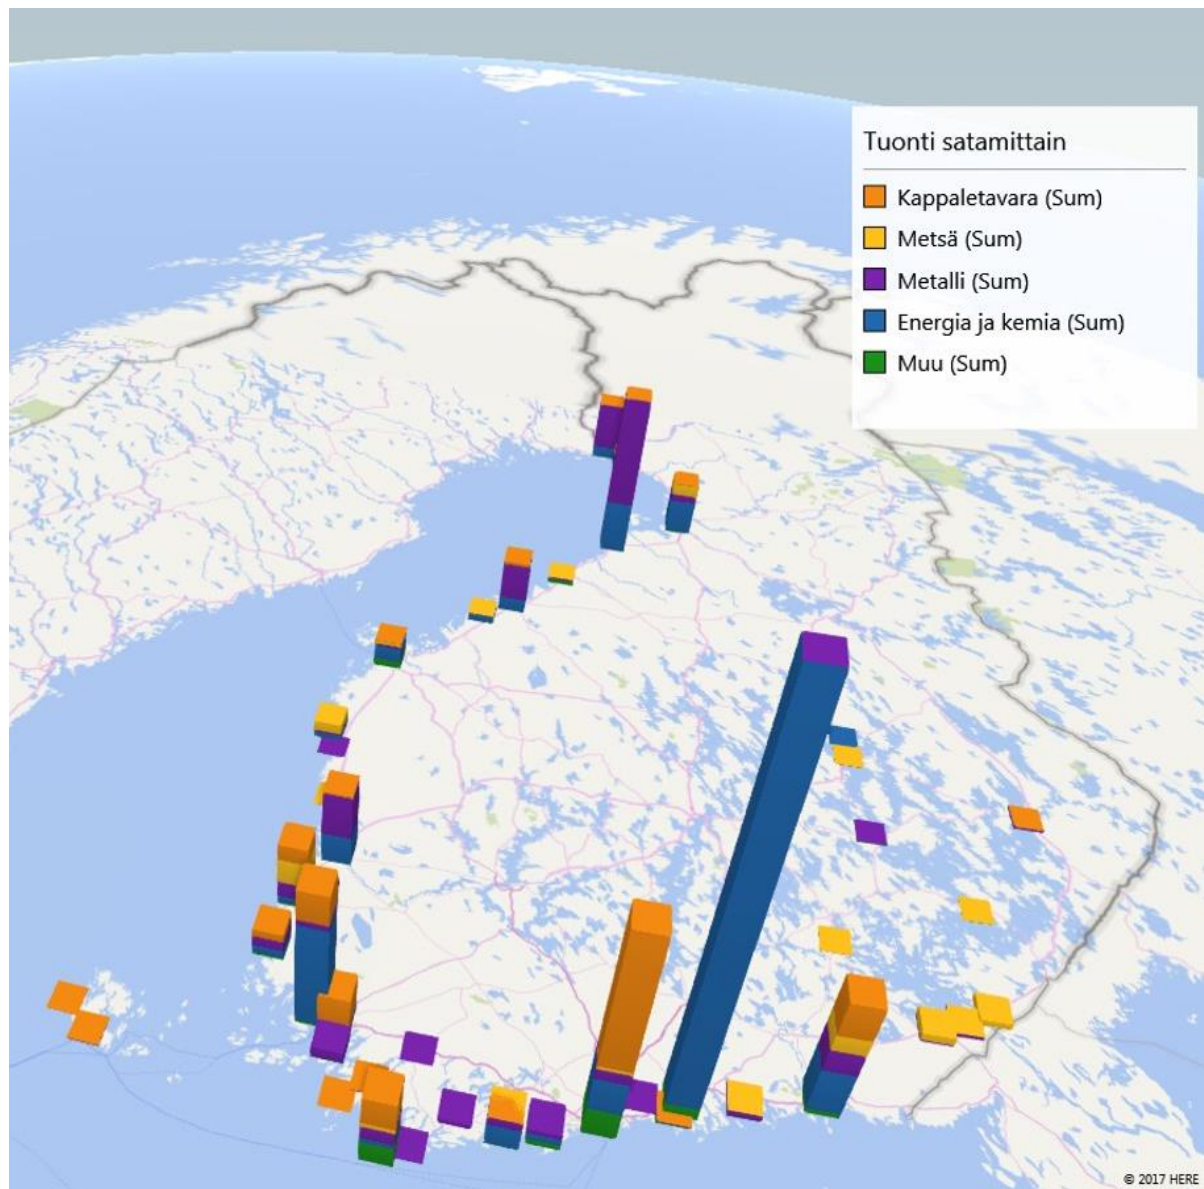 Tuonti satamittain
Kappaletavara (Sum)
Metsä (Sum)
Metalli (Sum)
Energia ja kemia (Sum)
Muu (Sum)
© 2017 HERE